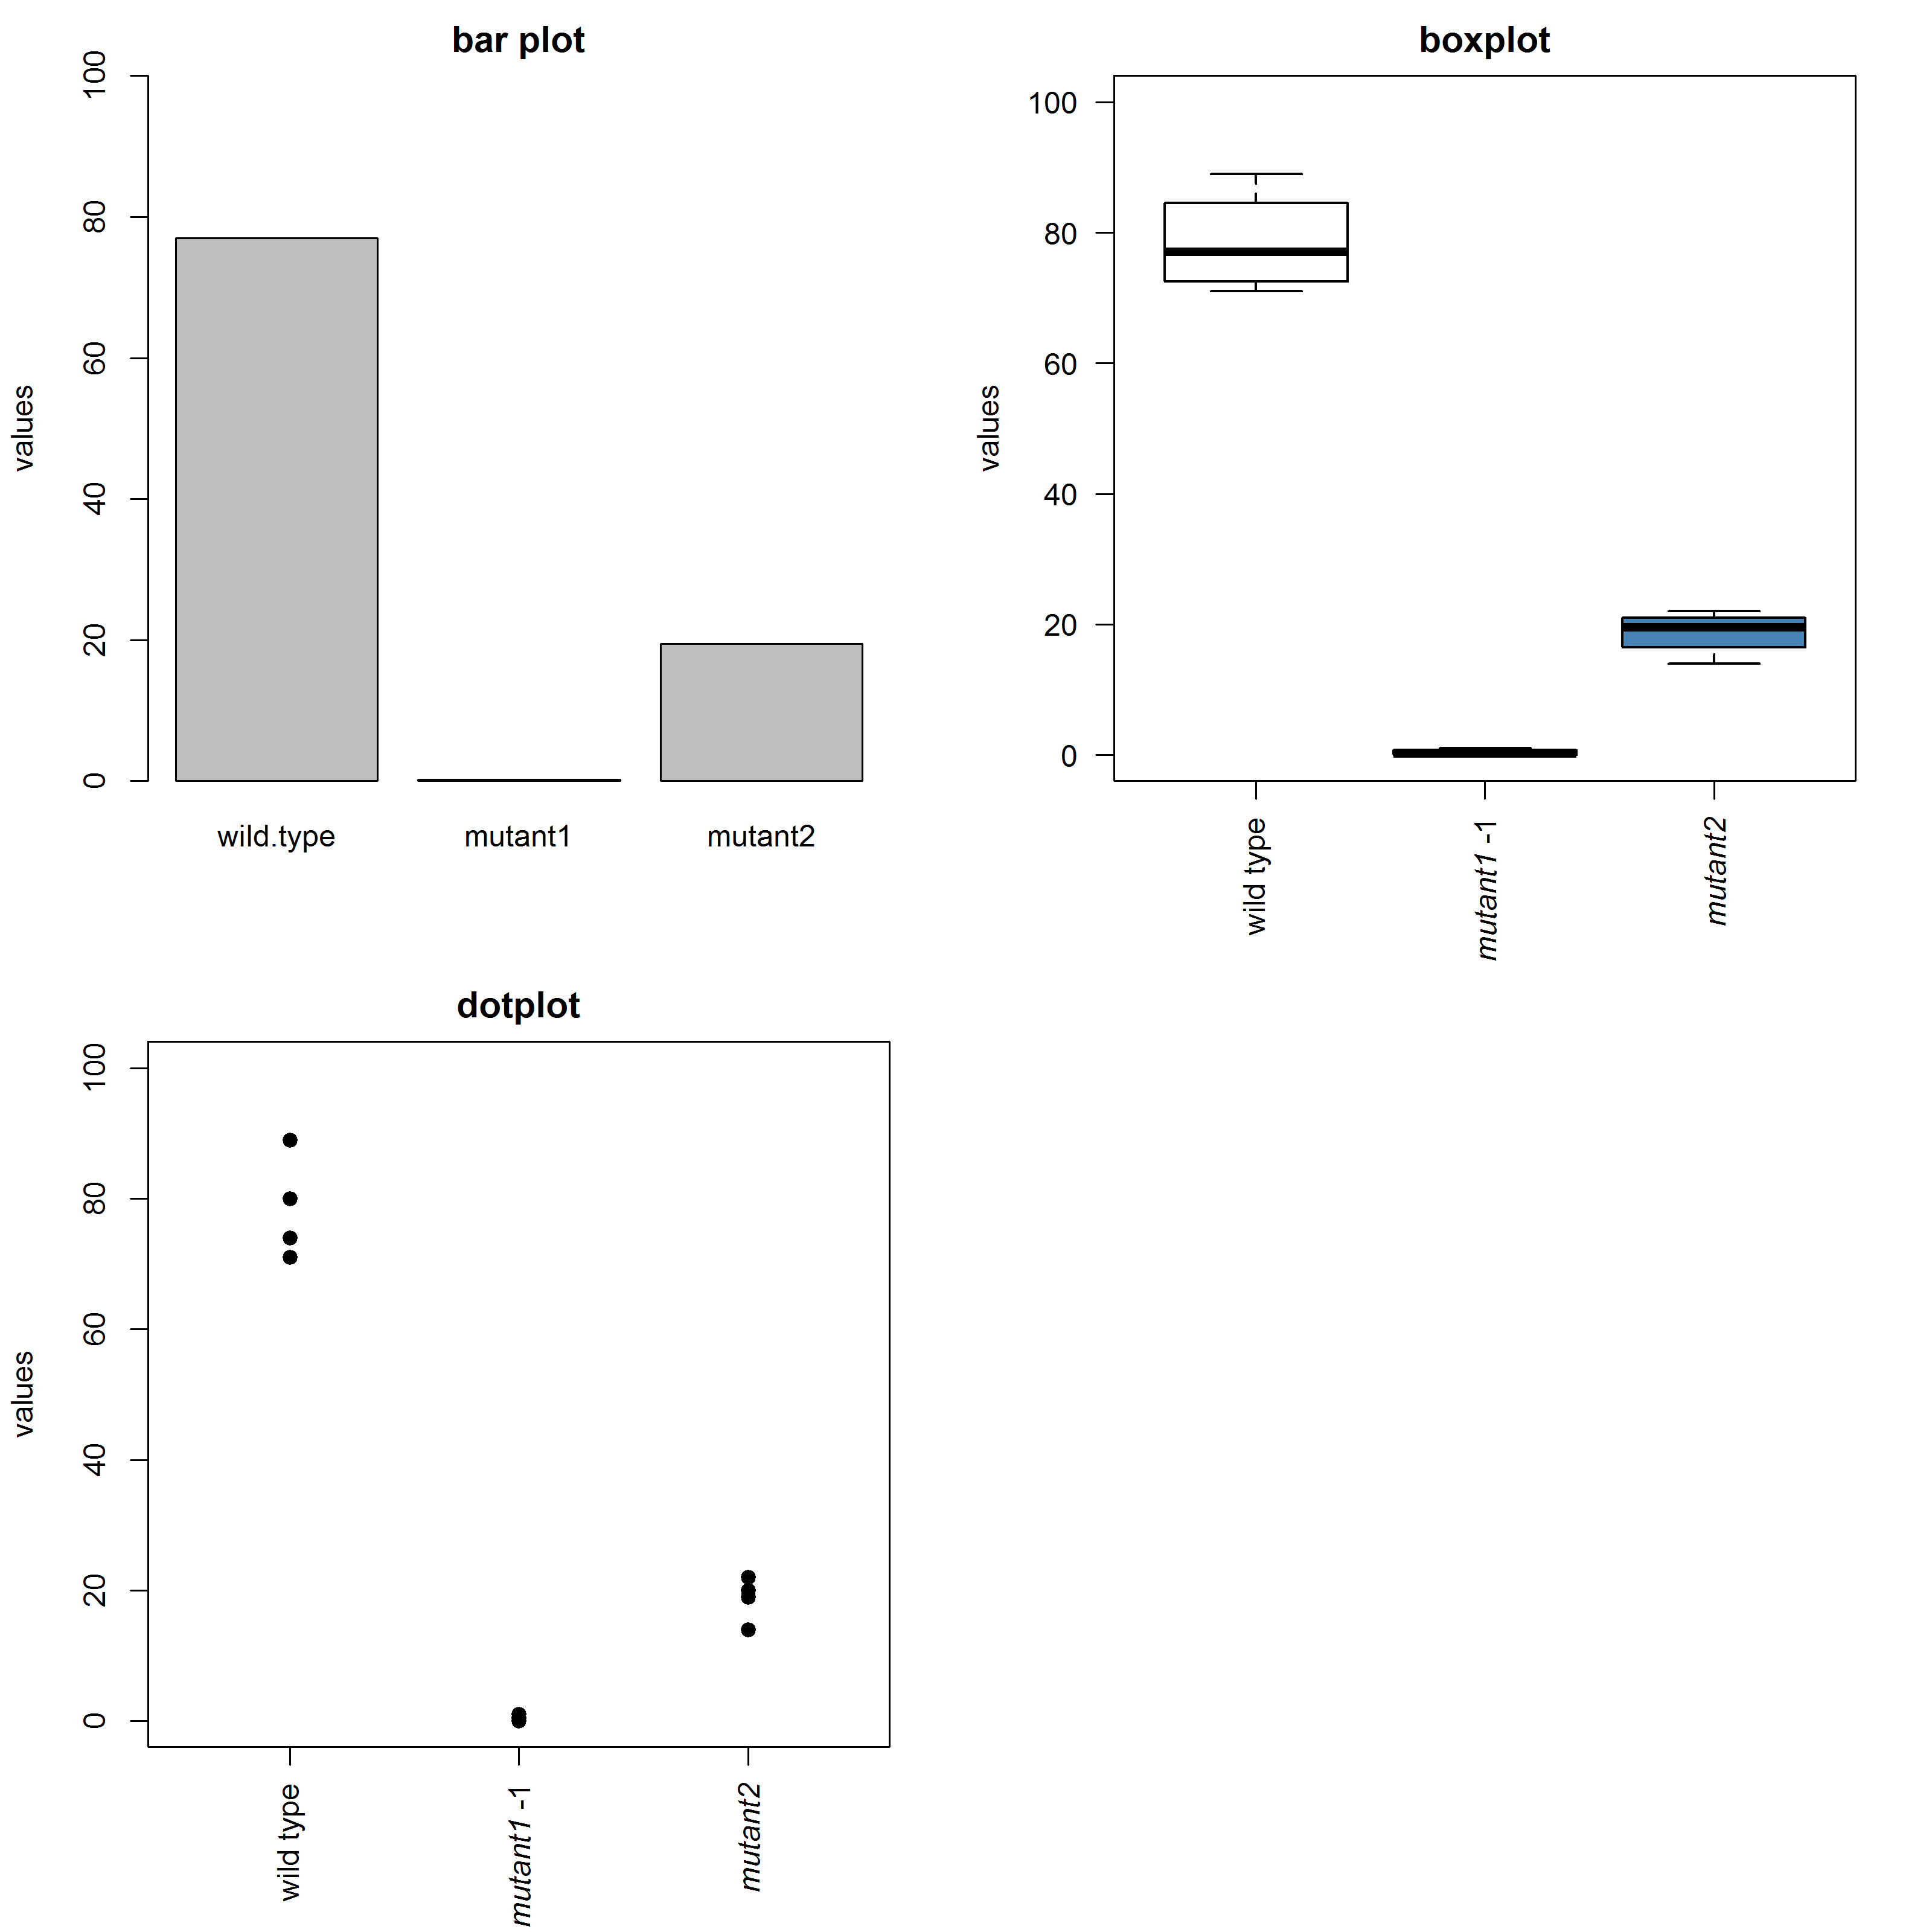 bar plot
100
80
60
40
20
0
values
wild.type mutant1 mutant2
boxplot
100
80
60
40
20
0
values
wild type
mutant1 -1
mutant2
dotplot
100
80
60
40
20
0
values
wild type
mutant1 -1
mutant2